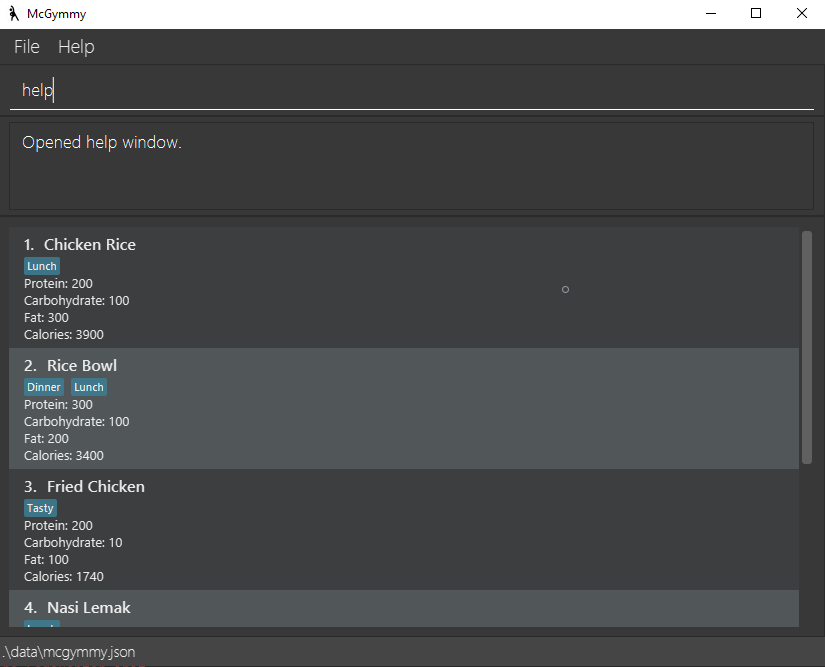 McGymmy
File Help
help
Opened help window.
1. Chicken Rice
Lunch
Protein: 200
Carbohydrate: 100
Fat: 300
Calories: 3900
2. Rice Bowl
Dinner Lunch
Protein: 300
Carbohydrate: 100
Fat: 200
Calories: 3400
3. Fried Chicken
Tasty
Protein: 200
Carbohydrate: 10
Fat: 100
Calories: 1740
4. Nasi Lemak
.\data\mcgymmy.json